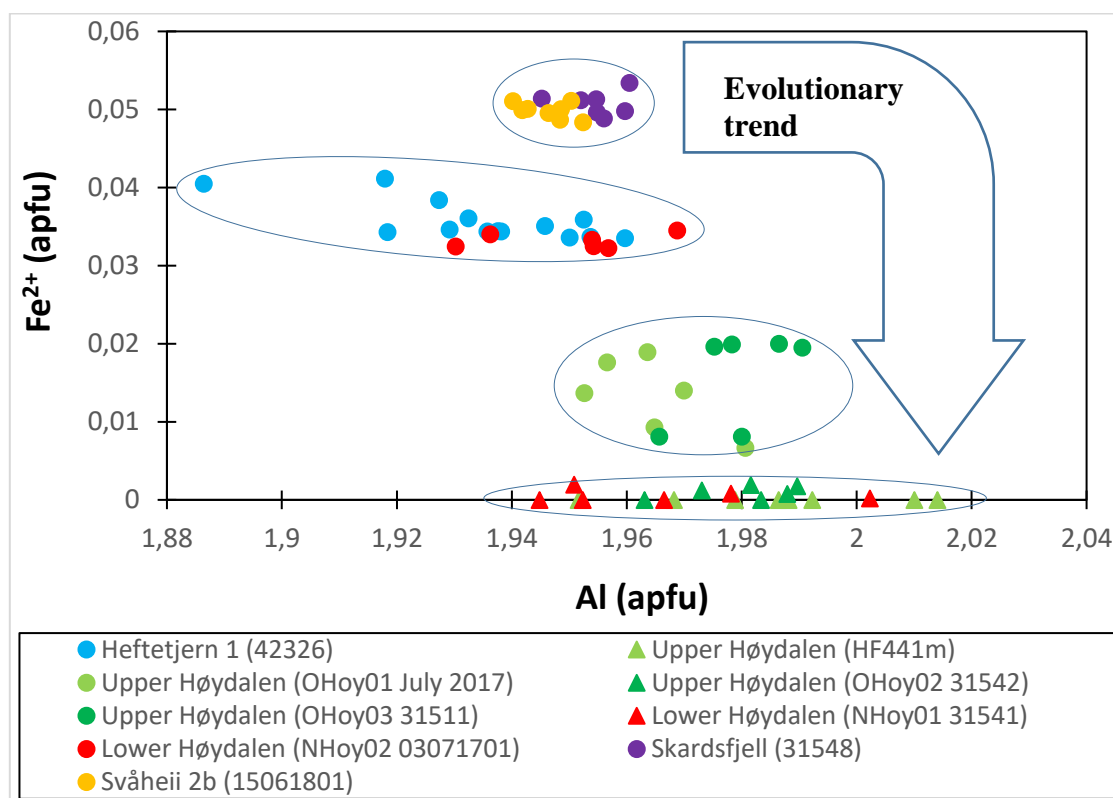 0,06
0,05
0,04
0,03
0,02
0,01
0
Fe2+ (apfu)
Evolutionary
trend
1,88 1,9 1,92 1,94 1,96 1,98 2 2,02 2,04
Al (apfu)
Heftetjern 1 (42326) Upper Høydalen (HF441m)
Upper Høydalen (OHoy01 July 2017) Upper Høydalen (OHoy02 31542)
Upper Høydalen (OHoy03 31511) Lower Høydalen (NHoy01 31541)
Lower Høydalen (NHoy02 03071701) Skardsfjell (31548)
Svåheii 2b (15061801)